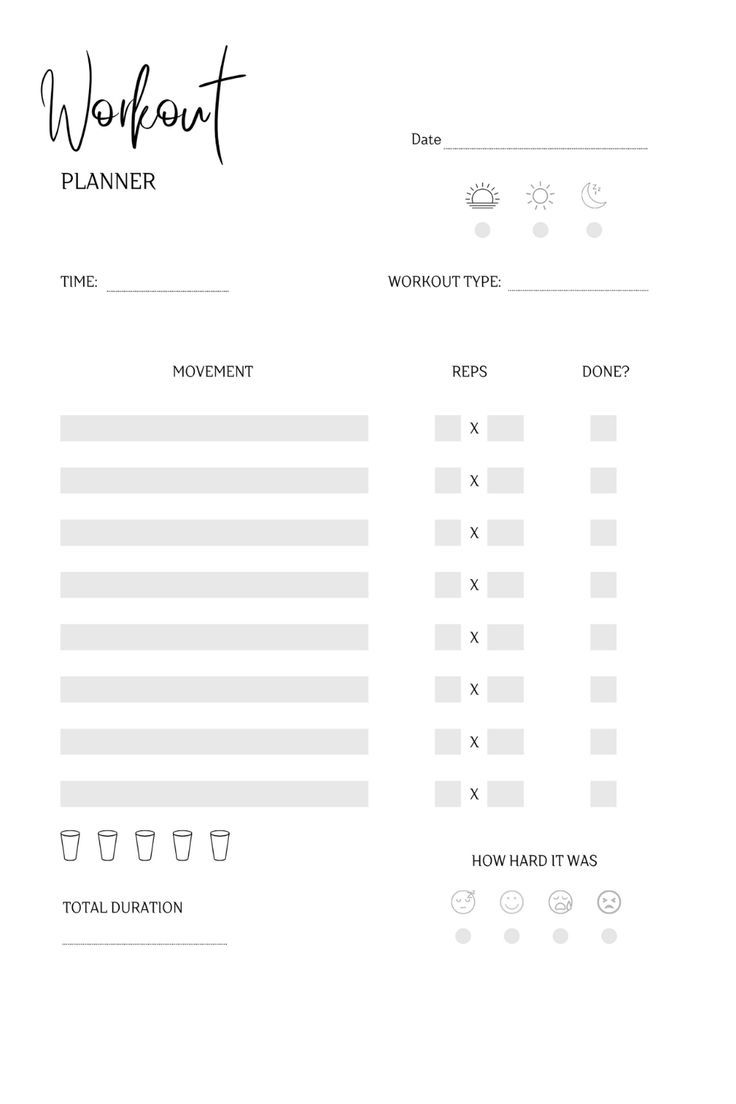 Workout
PLANNER
Date
TIME:
WORKOUT TYPE:
MOVEMENT REPS DONE?
X
X
X
X
X
X
X
X
HOW HARD IT WAS
TOTAL DURATION